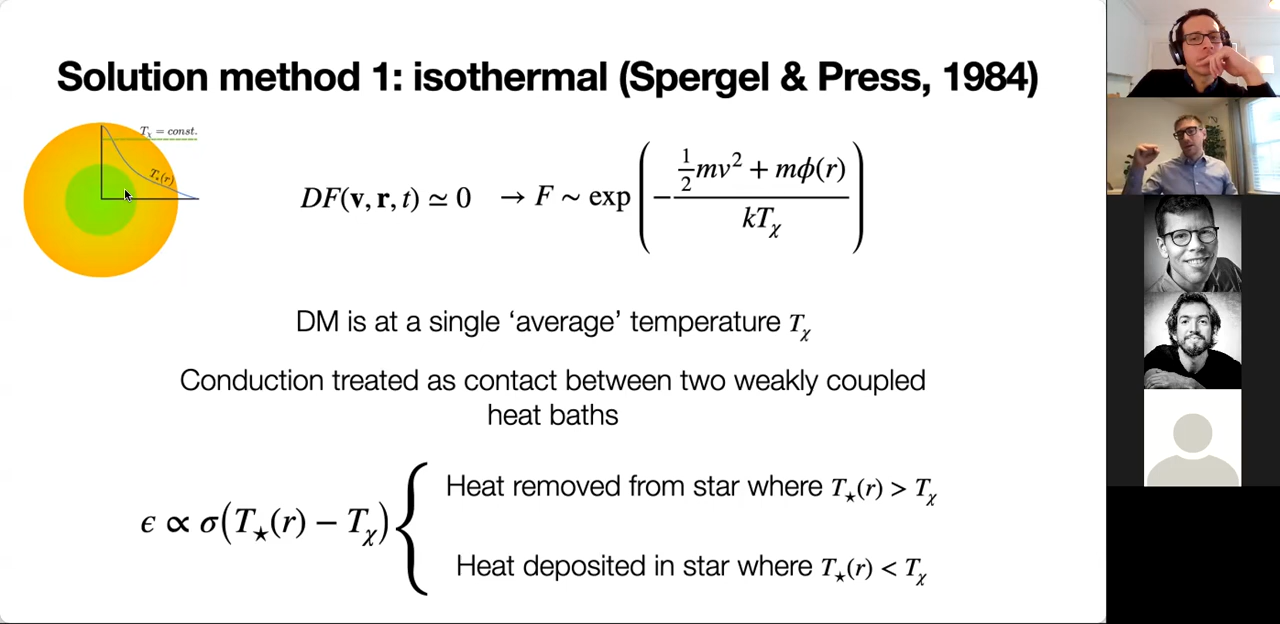 Solution method 1: isothermal (Spergel & Press, 1984)
T_χ = const.
T_⋆(r)
DF(v, r, t) ≃ 0 → F ~ exp ( − (½mv² + mϕ(r)) / kT_χ )
DM is at a single ‘average’ temperature T_χ
Conduction treated as contact between two weakly coupled
heat baths
ϵ ∝ σ(T_⋆(r) − T_χ) {
Heat removed from star where T_⋆(r) > T_χ
Heat deposited in star where T_⋆(r) < T_χ